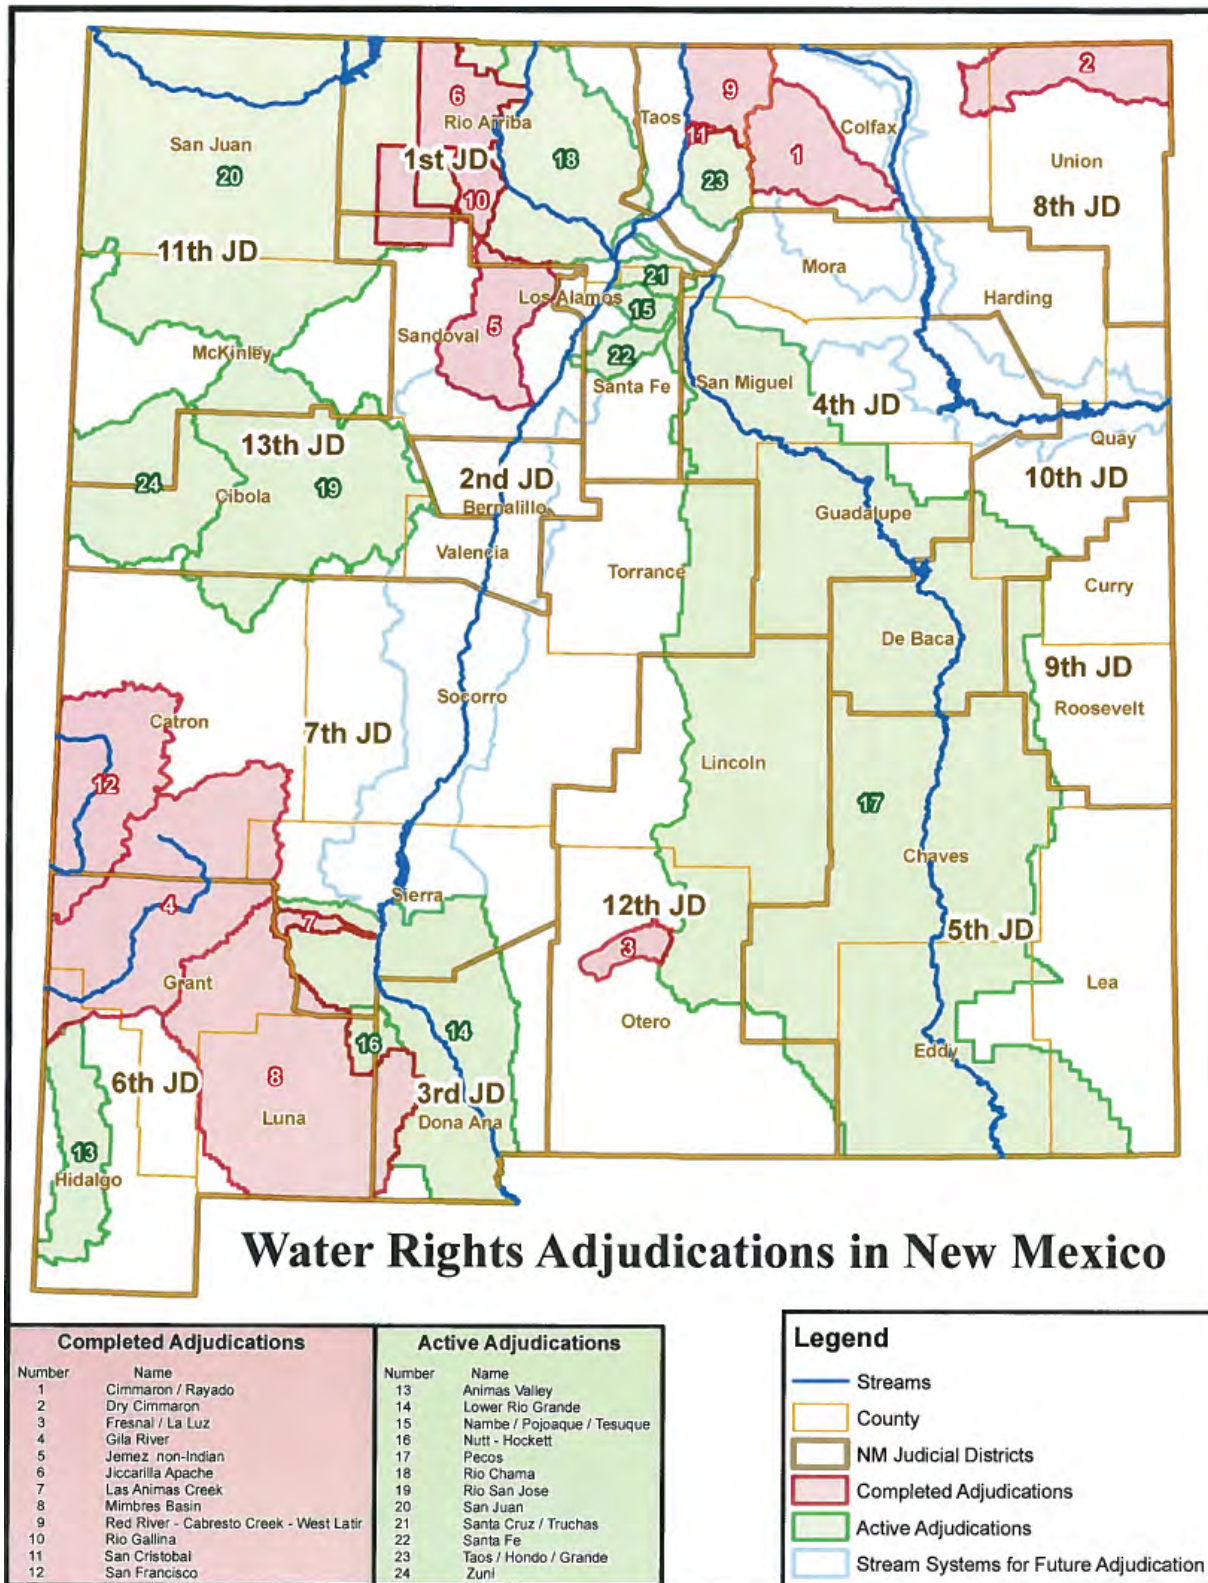 2
9
6
Taos
Colfax
Rio Arriba
11
San Juan
1st JD
18
1
Union
20
23
10
8th JD
11th JD
Mora
21
Los Alamos
Harding
15
Sandoval
5
McKinley
22
Santa Fe
San Miguel
4th JD
Quay
13th JD
2nd JD
10th JD
24
Cibola
19
Bernalillo
Guadalupe
Valencia
Torrance
Curry
De Baca
9th JD
Socorro
Roosevelt
Catron
7th JD
Lincoln
12
17
Chaves
Sierra
4
12th JD
7
5th JD
3
Grant
Lea
Otero
14
16
Eddy
6th JD
8
3rd JD
Luna
Dona Ana
13
Hidalgo
Water Rights Adjudications in New Mexico
Completed Adjudications
Number Name
1 Cimmaron / Rayado
2 Dry Cimmaron
3 Fresnal / La Luz
4 Gila River
5 Jemez non-Indian
6 Jiccarilla Apache
7 Las Animas Creek
8 Mimbres Basin
9 Red River - Cabresto Creek - West Latir
10 Rio Gallina
11 San Cristobal
12 San Francisco
Active Adjudications
Number Name
13 Animas Valley
14 Lower Rio Grande
15 Nambe / Pojoaque / Tesuque
16 Nutt - Hockett
17 Pecos
18 Rio Chama
19 Rio San Jose
20 San Juan
21 Santa Cruz / Truchas
22 Santa Fe
23 Taos / Hondo / Grande
24 Zuni
Legend
Streams
County
NM Judicial Districts
Completed Adjudications
Active Adjudications
Stream Systems for Future Adjudication